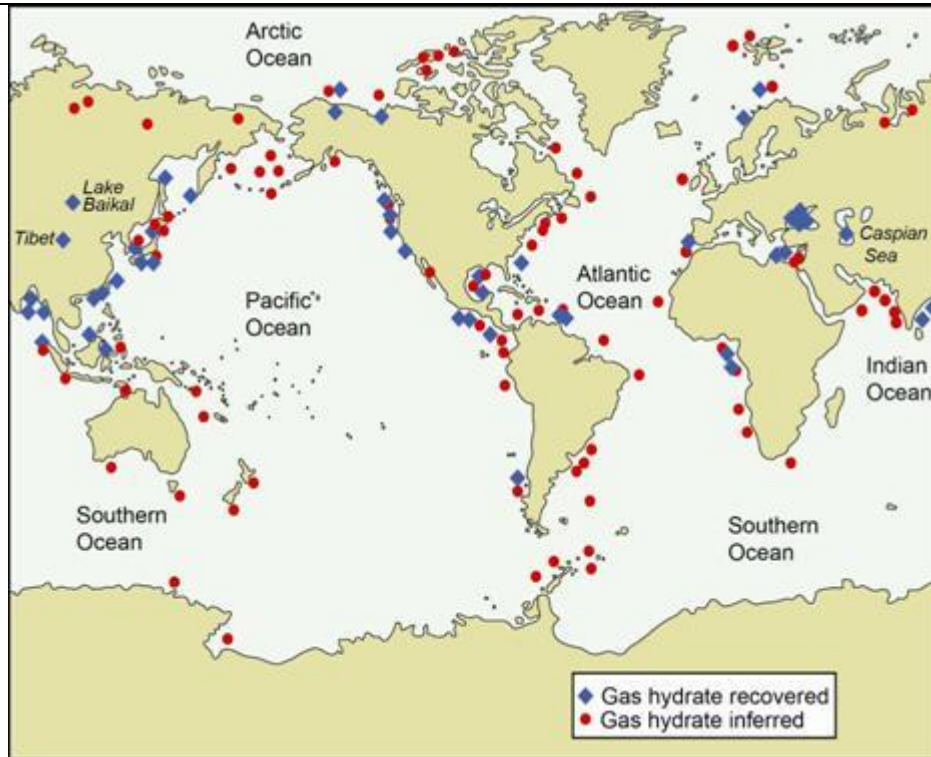 Arctic
Ocean
Lake
Baikal
Tibet
Caspian
Sea
Atlantic
Ocean
Pacific
Ocean
Indian
Ocean
Southern
Ocean
Southern
Ocean
Gas hydrate recovered
Gas hydrate inferred